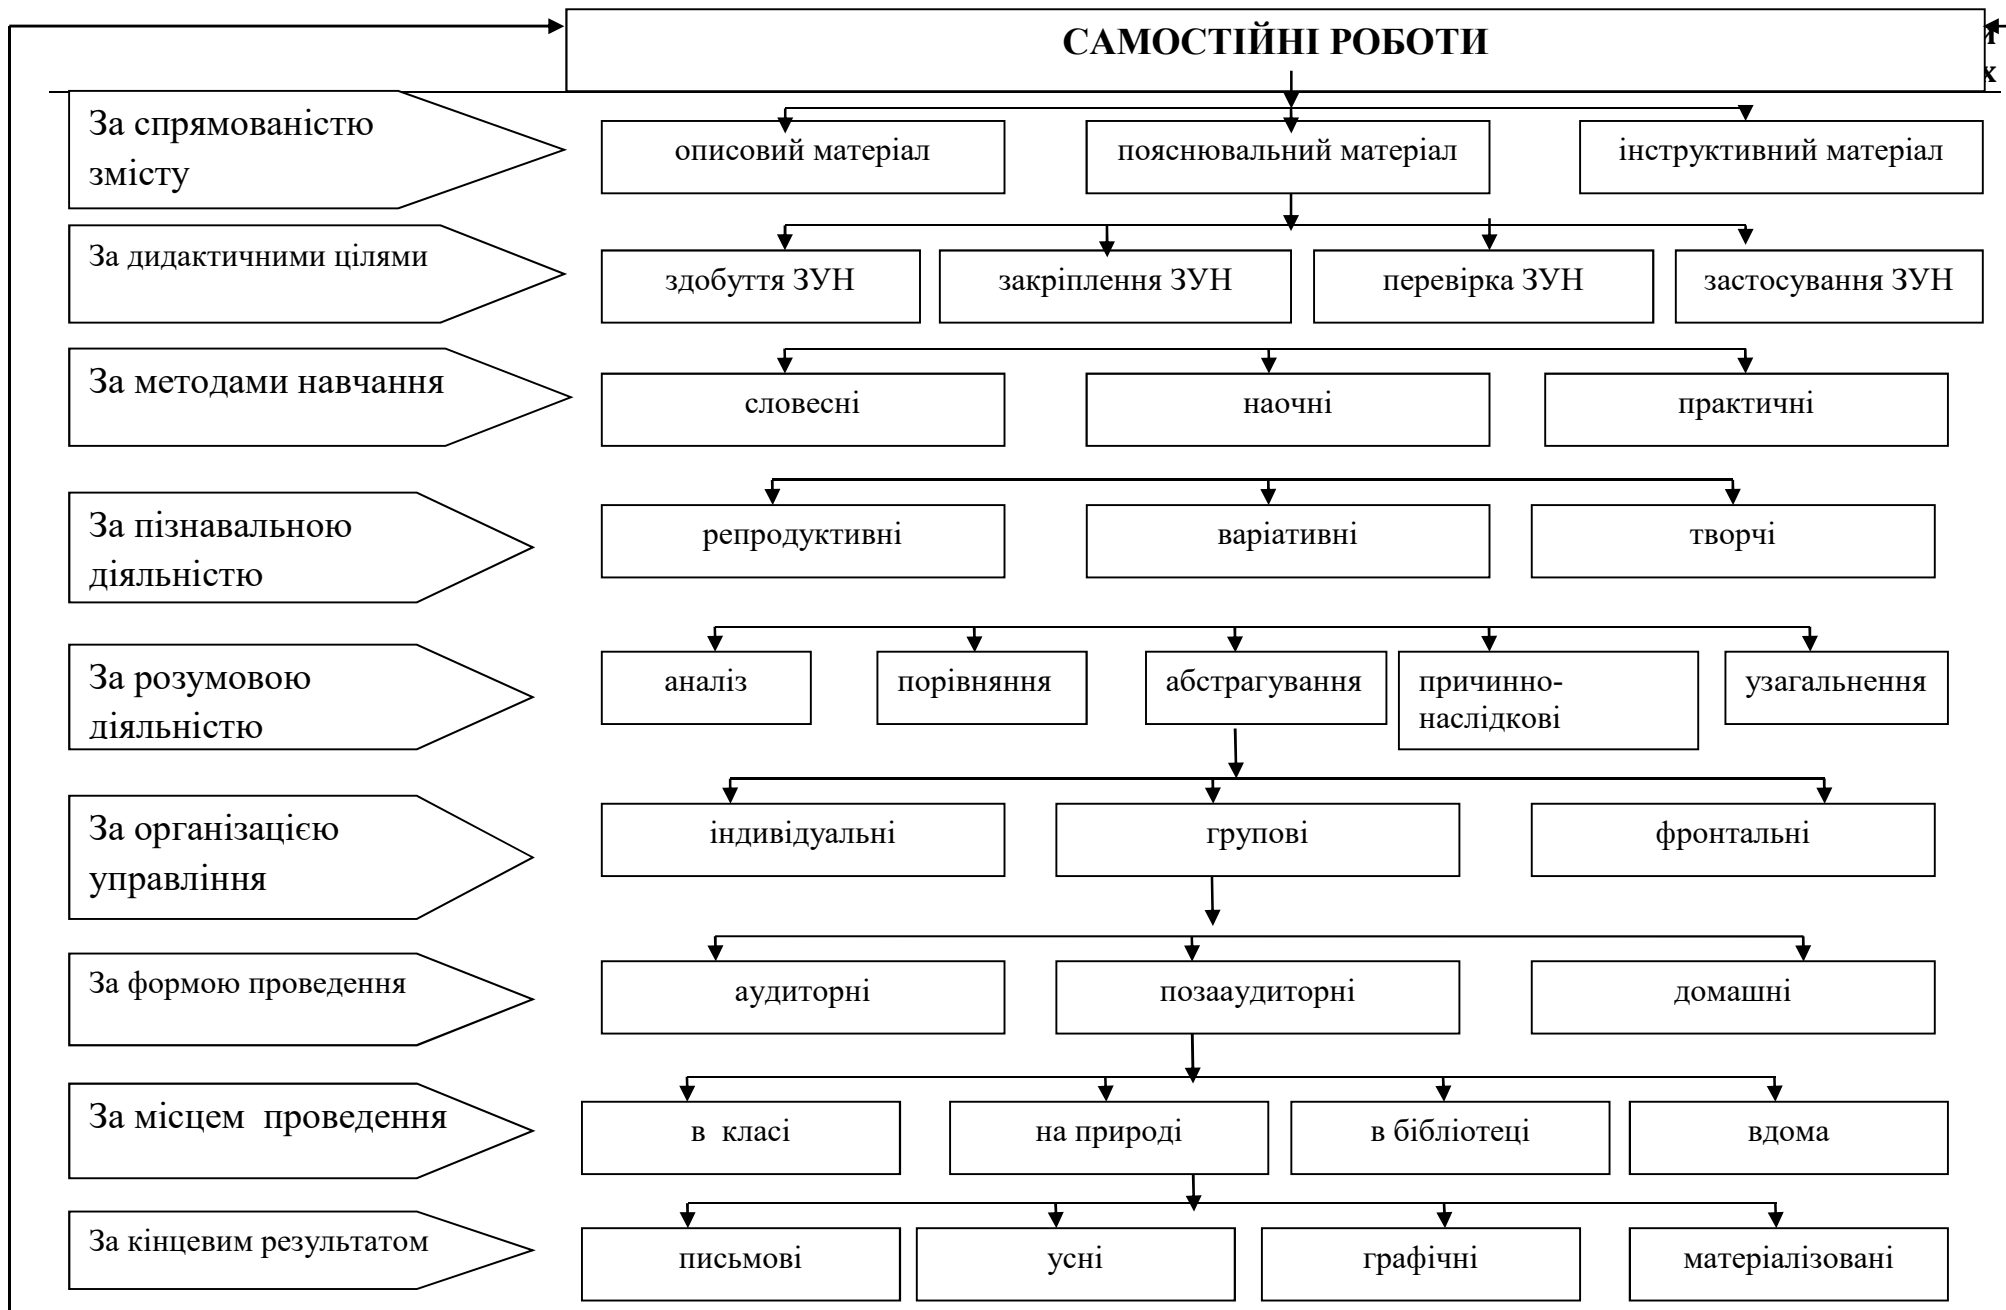 САМОСТІЙНІ РОБОТИ
х
За спрямованістю
змісту
описовий матеріал
пояснювальний матеріал
інструктивний матеріал
За дидактичними цілями
здобуття ЗУН
закріплення ЗУН
перевірка ЗУН
застосування ЗУН
За методами навчання
словесні
наочні
практичні
За пізнавальною
діяльністю
репродуктивні
варіативні
творчі
За розумовою
діяльністю
аналіз
порівняння
абстрагування
причинно-
наслідкові
узагальнення
За організацією
управління
індивідуальні
групові
фронтальні
За формою проведення
аудиторні
позааудиторні
домашні
За місцем  проведення
в  класі
на природі
в бібліотеці
вдома
За кінцевим результатом
письмові
усні
графічні
матеріалізовані